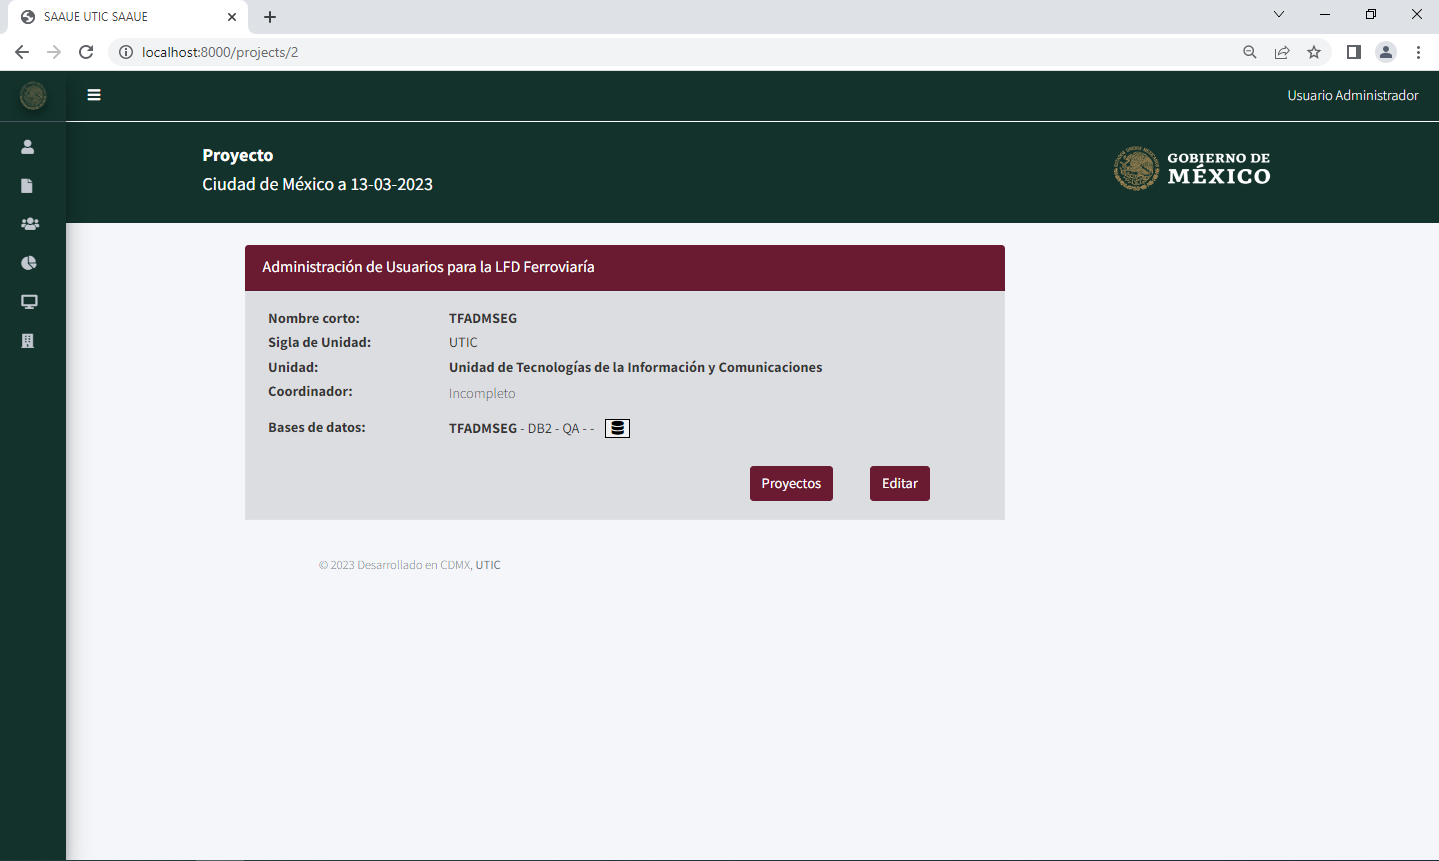 SAAUE UTIC SAAUE
localhost:8000/projects/2
Usuario Administrador
Proyecto
Ciudad de México a 13-03-2023
GOBIERNO DE
MÉXICO
Administración de Usuarios para la LFD Ferroviaría
Nombre corto: TFADMSEG
Sigla de Unidad: UTIC
Unidad: Unidad de Tecnologías de la Información y Comunicaciones
Coordinador: Incompleto
Bases de datos: TFADMSEG - DB2 - QA - -
Proyectos Editar
© 2023 Desarrollado en CDMX, UTIC